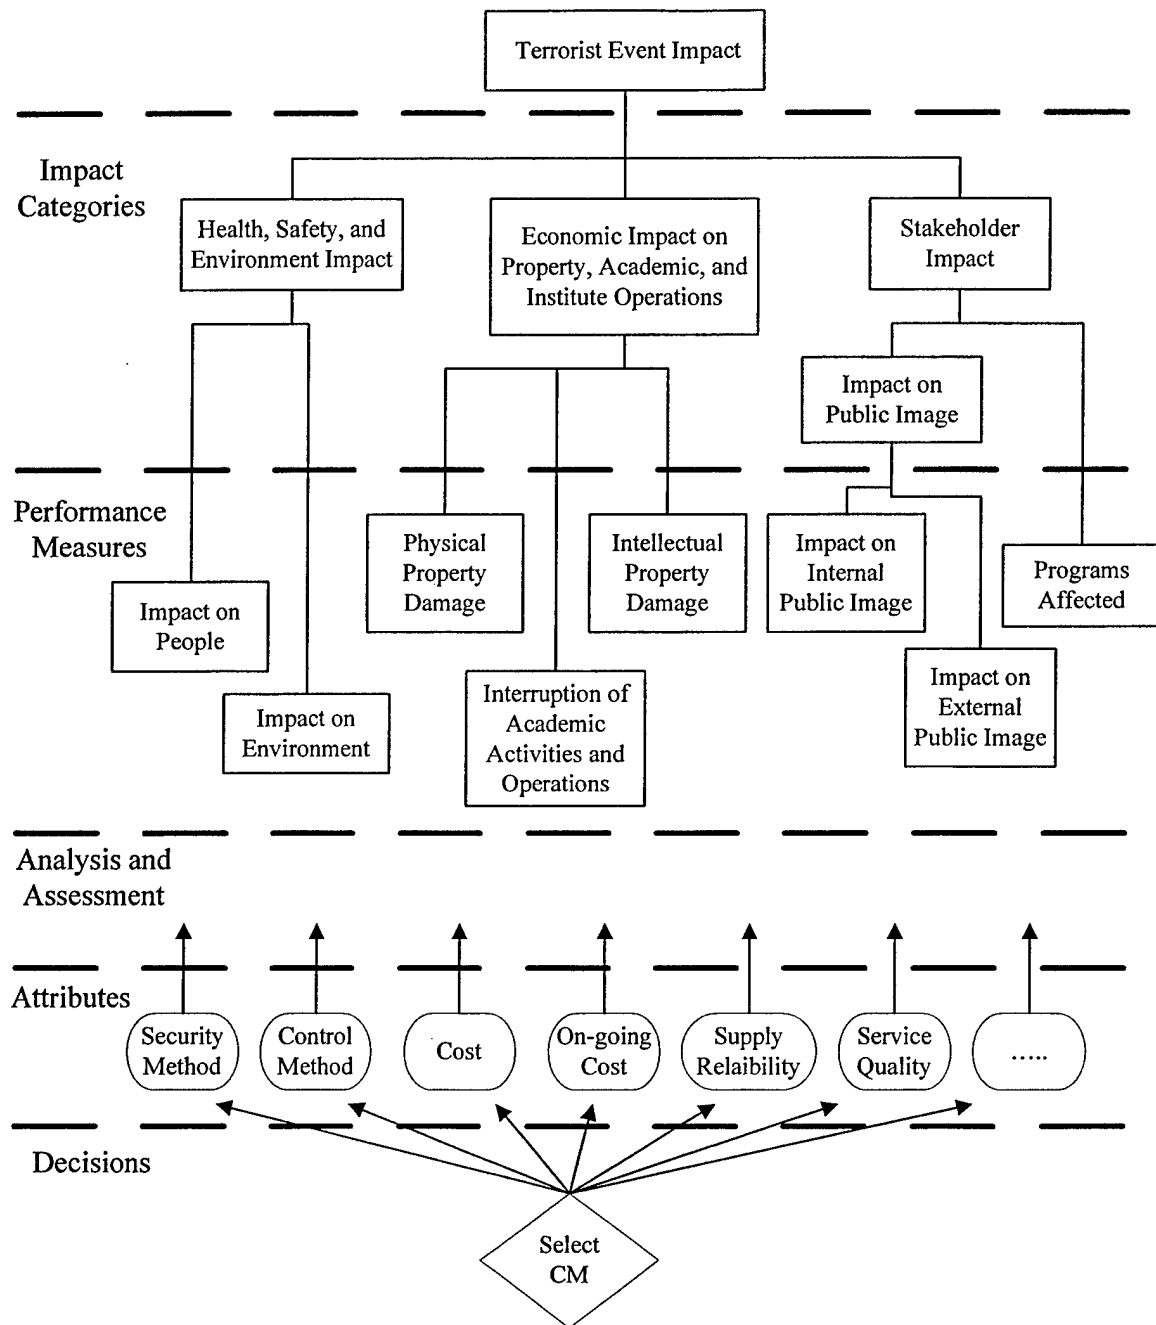 Terrorist Event Impact
Impact
Categories
Health, Safety, and
Environment Impact
Economic Impact on
Property, Academic, and
Institute Operations
Stakeholder
Impact
Impact on
Public Image
Performance
Measures
Physical
Property
Damage
Intellectual
Property
Damage
Impact on
Internal
Public Image
Programs
Affected
Impact on
People
Impact on
Environment
Interruption of
Academic
Activities and
Operations
Impact on
External
Public Image
Analysis and
Assessment
Attributes
Security
Method
Control
Method
Cost
On-going
Cost
Supply
Relaibility
Service
Quality
.....
Decisions
Select
CM